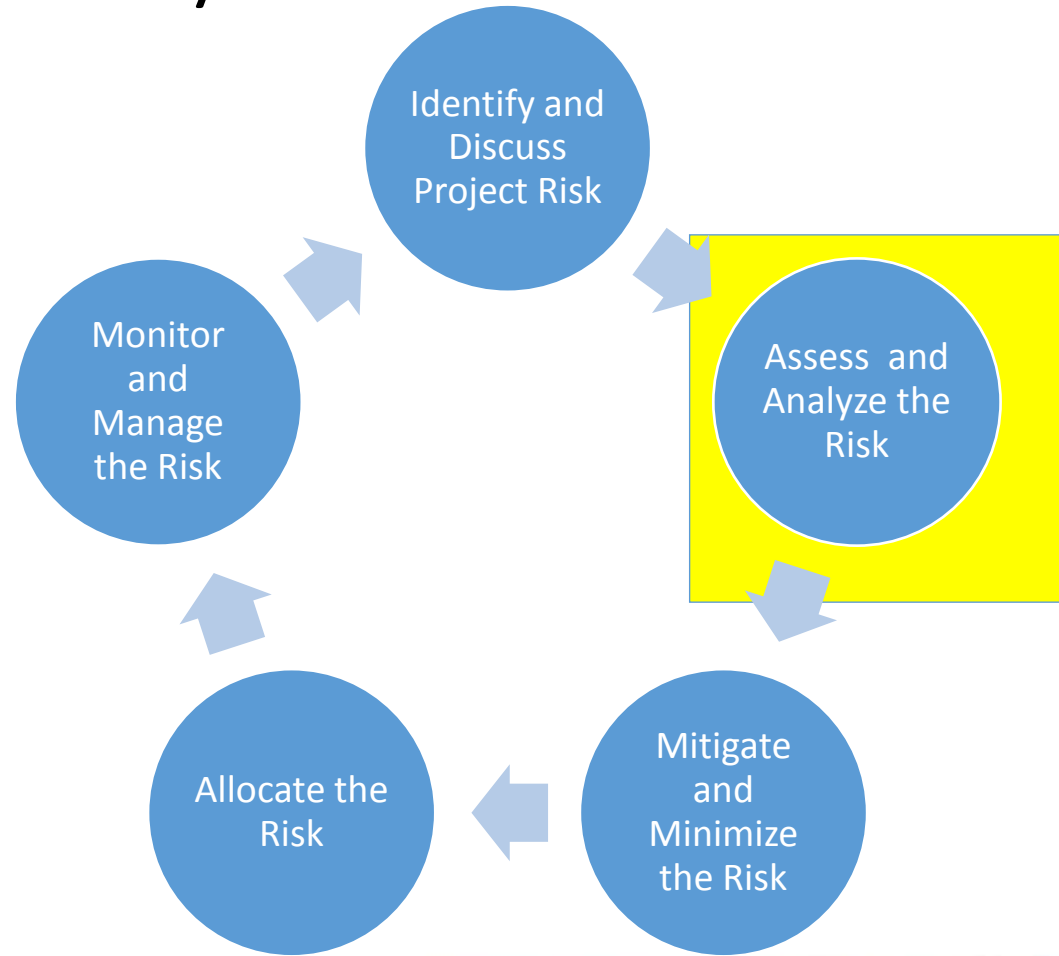 Identify and
Discuss
Project Risk
Assess and
Analyze the
Risk
Mitigate
and
Minimize
the Risk
Allocate the
Risk
Monitor
and
Manage
the Risk